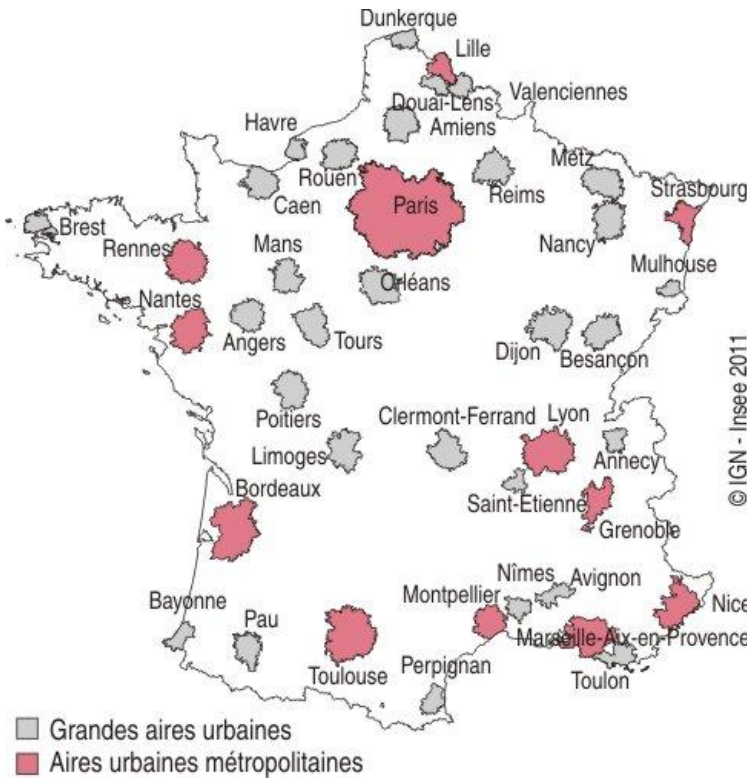 Dunkerque
Lille
Valenciennes
Douai-Lens
Amiens
Havre
Rouen
Caen
Reims
Metz
Strasbourg
Paris
Brest
Rennes
Mans
Nancy
Orléans
Mulhouse
Nantes
Angers
Tours
Dijon
Besançon
Poitiers
Clermont-Ferrand
Lyon
Limoges
Annecy
Bordeaux
Saint-Etienne
Grenoble
Nîmes
Avignon
Montpellier
Nice
Bayonne
Pau
Marseille-Aix-en-Provence
Toulouse
Perpignan
Toulon
© IGN - Insee 2011
Grandes aires urbaines
Aires urbaines métropolitaines